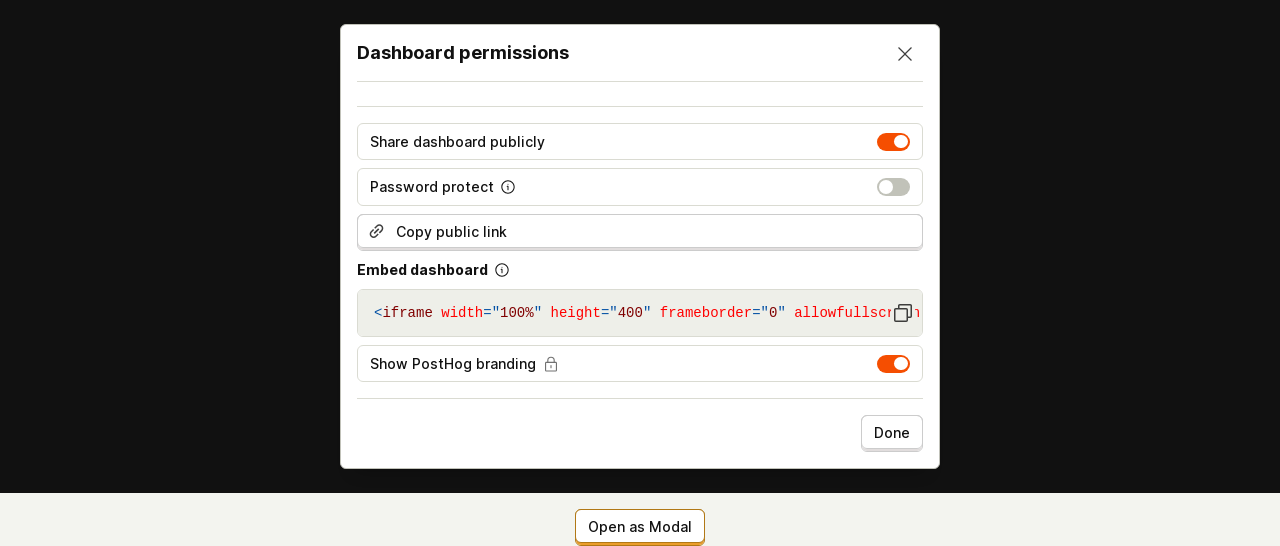 Dashboard permissions
Share dashboard publicly
Password protect
Copy public link
Embed dashboard
<iframe width="100%" height="400" frameborder="0"
Show PostHog branding
Done
Open as Modal